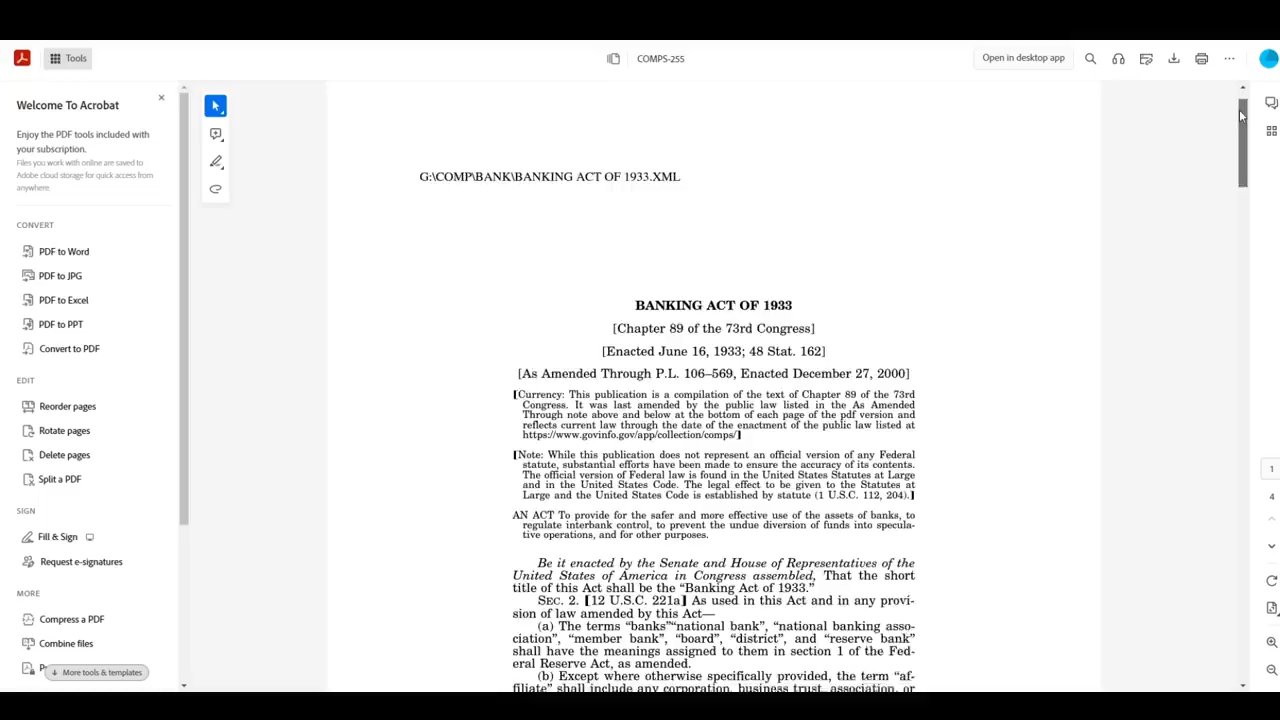 Tools
COMPS-255
Open in desktop app
Welcome To Acrobat
Enjoy the PDF tools included with
your subscription.
Files you work with online are saved to
Adobe cloud storage for quick access from
anywhere.
CONVERT
PDF to Word
PDF to JPG
PDF to Excel
PDF to PPT
Convert to PDF
EDIT
Reorder pages
Rotate pages
Delete pages
Split a PDF
SIGN
Fill & Sign
Request e-signatures
MORE
Compress a PDF
Combine files
More tools & templates
G:\COMP\BANK\BANKING ACT OF 1933.XML
BANKING ACT OF 1933
[Chapter 89 of the 73rd Congress]
[Enacted June 16, 1933; 48 Stat. 162]
[As Amended Through P.L. 106–569, Enacted December 27, 2000]
[Currency: This publication is a compilation of the text of Chapter 89 of the 73rd
Congress. It was last amended by the public law listed in the As Amended
Through note above and below at the bottom of each page of the pdf version and
reflects current law through the date of the enactment of the public law listed at
https://www.govinfo.gov/app/collection/comps/]
[Note: While this publication does not represent an official version of any Federal
statute, substantial efforts have been made to ensure the accuracy of its contents.
The official version of Federal law is found in the United States Statutes at Large
and in the United States Code. The legal effect to be given to the Statutes at
Large and the United States Code is established by statute (1 U.S.C. 112, 204).]
AN ACT To provide for the safer and more effective use of the assets of banks, to
regulate interbank control, to prevent the undue diversion of funds into specula-
tive operations, and for other purposes.
Be it enacted by the Senate and House of Representatives of the
United States of America in Congress assembled, That the short
title of this Act shall be the “Banking Act of 1933.”
SEC. 2. [12 U.S.C. 221a] As used in this Act and in any provi-
sion of law amended by this Act—
(a) The terms “banks”“national bank”, “national banking asso-
ciation”, “member bank”, “board”, “district”, and “reserve bank”
shall have the meanings assigned to them in section 1 of the Fed-
eral Reserve Act, as amended.
(b) Except where otherwise specifically provided, the term “af-
filiate” shall include any corporation, business trust, association, or
1
4